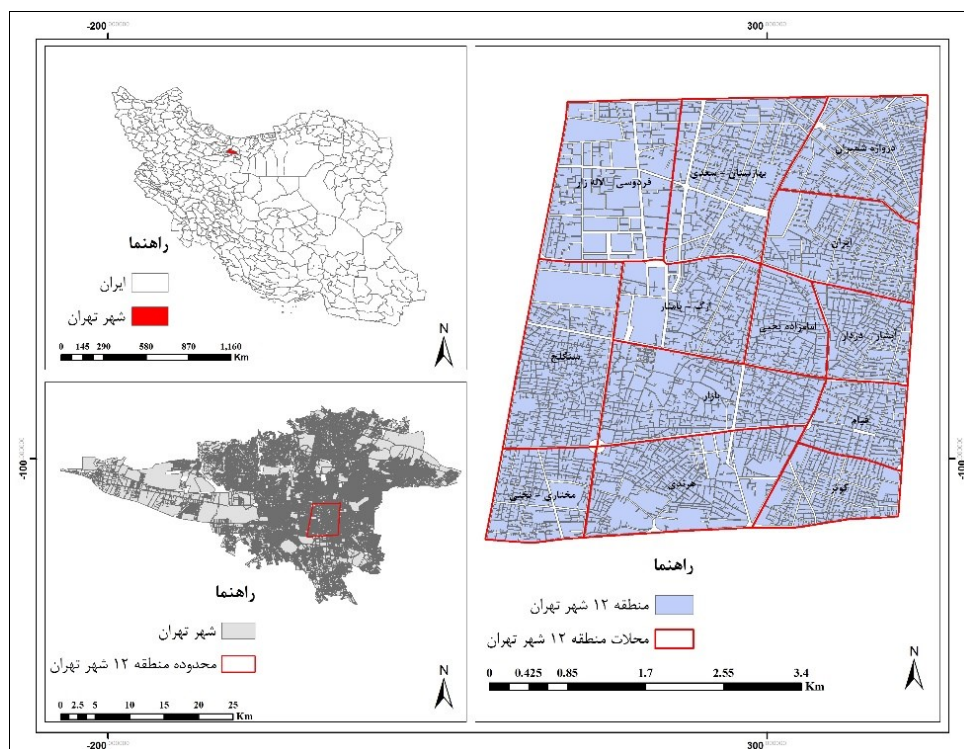 -200
300
راهنما
ایران
شهر تهران
N
0 145 290 580 870 1,160
Km
راهنما
شهر تهران
محدوده منطقه ۱۲ شهر تهران
N
0 2.5 5 10 15 20 25
Km
دروازه شمیران
بهارستان - سعدی
فردوسی - لاله زار
ایران
ارگ - پامنار
امامزاده یحیی
آبشار - دردار
سنگلج
بازار
قیام
هرندی
کوثر
مختاری - تختی
راهنما
منطقه ۱۲ شهر تهران
محلات منطقه ۱۲ شهر تهران
N
0 0.425 0.85 1.7 2.55 3.4
Km
-100
-100
-200
300